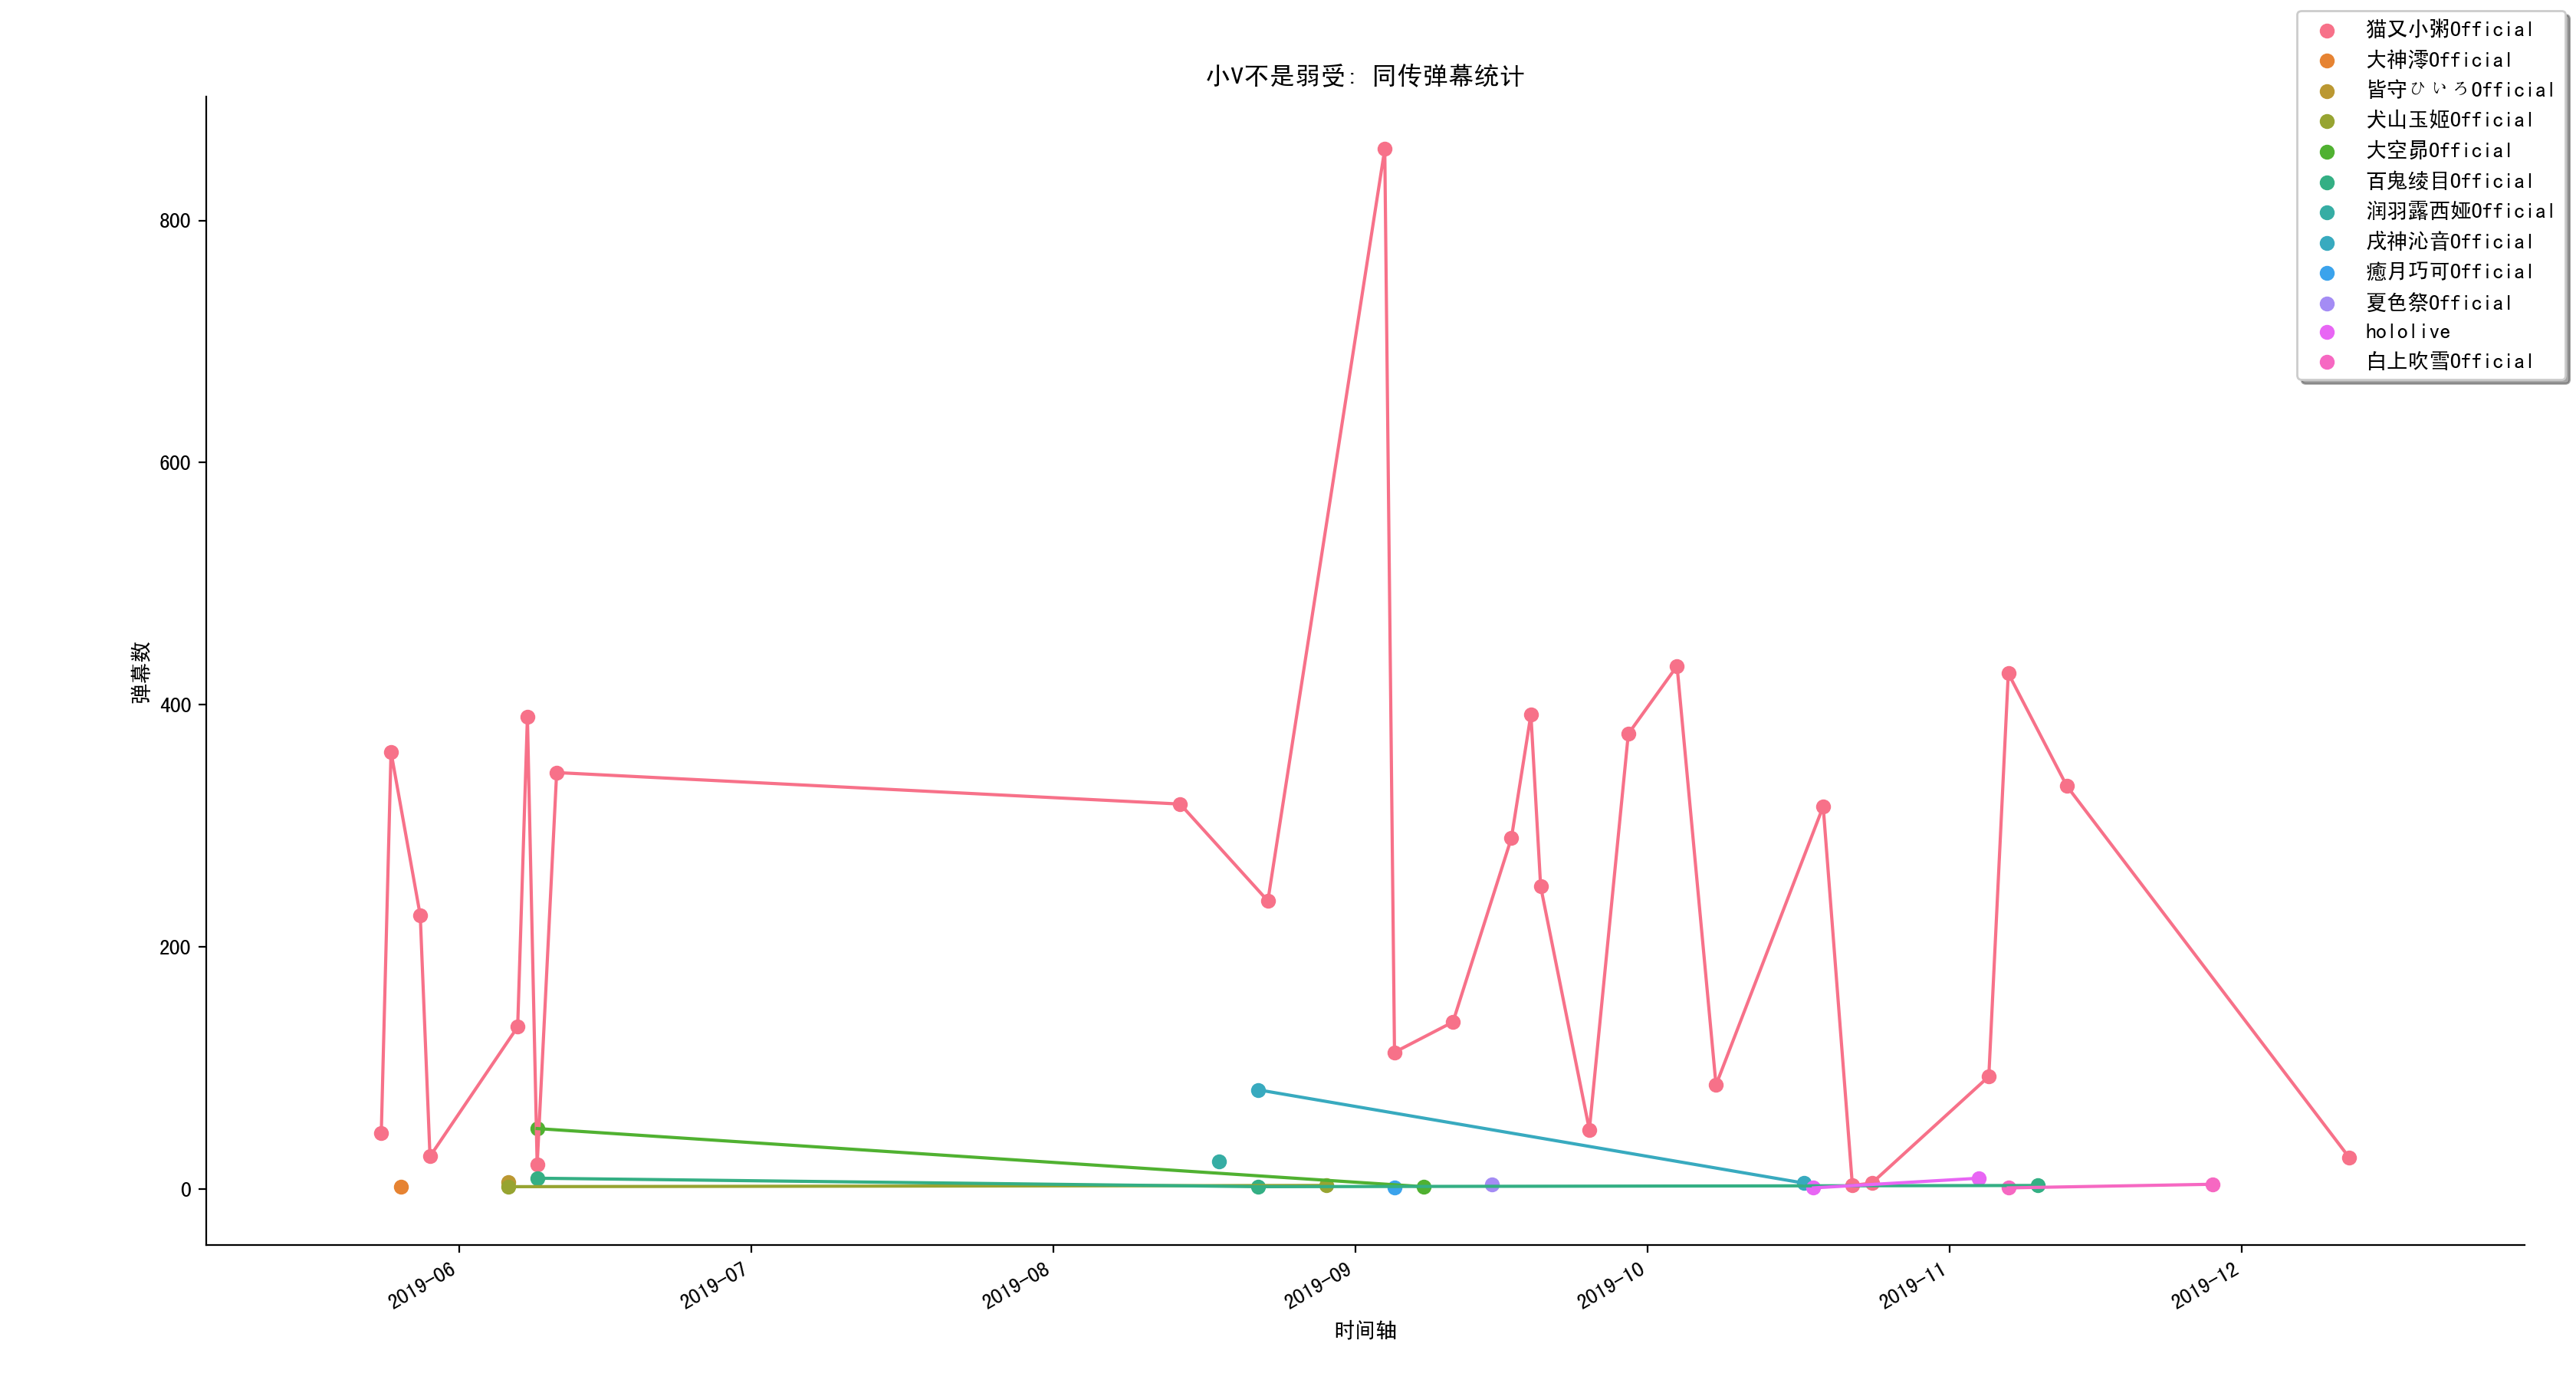 小V不是弱受: 同传弹幕统计
猫又小粥Official
大神澪Official
皆守ひいろOfficial
犬山玉姬Official
大空昴Official
百鬼绫目Official
润羽露西娅Official
戌神沁音Official
癒月巧可Official
夏色祭Official
hololive
白上吹雪Official
弹幕数
800
600
400
200
0
2019-06
2019-07
2019-08
2019-09
2019-10
2019-11
2019-12
时间轴